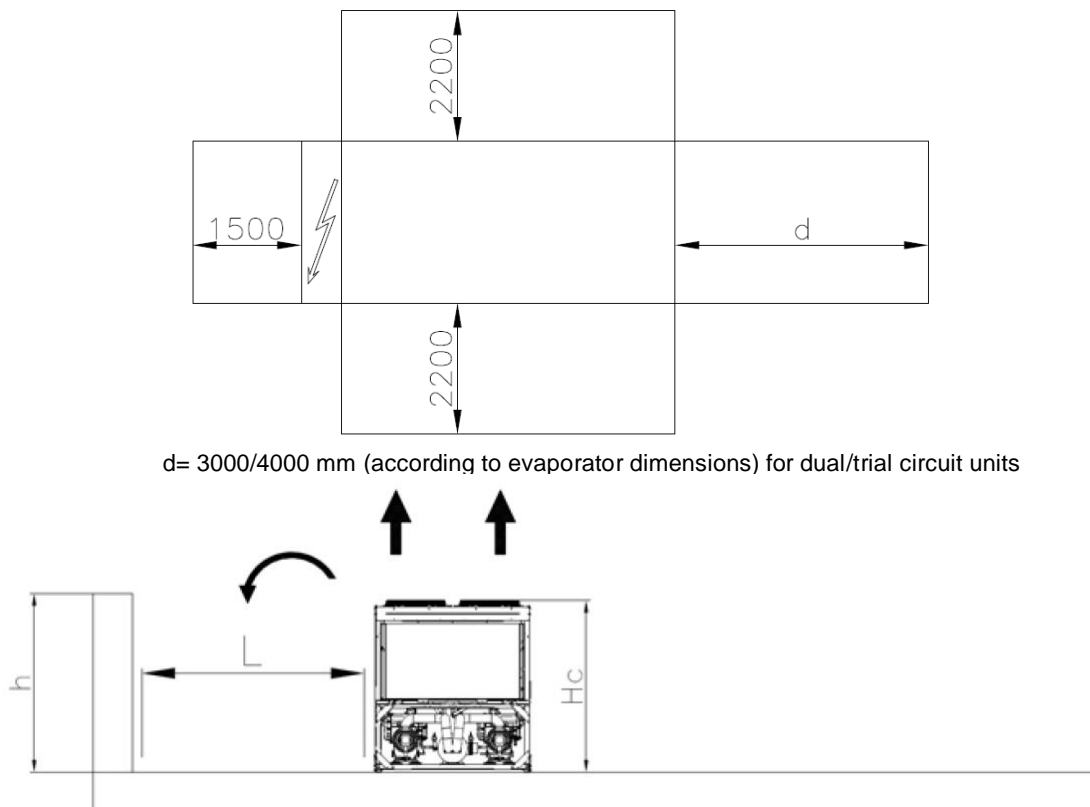 2200
1500
d
2200
d= 3000/4000 mm (according to evaporator dimensions) for dual/trial circuit units
h
L
Hc